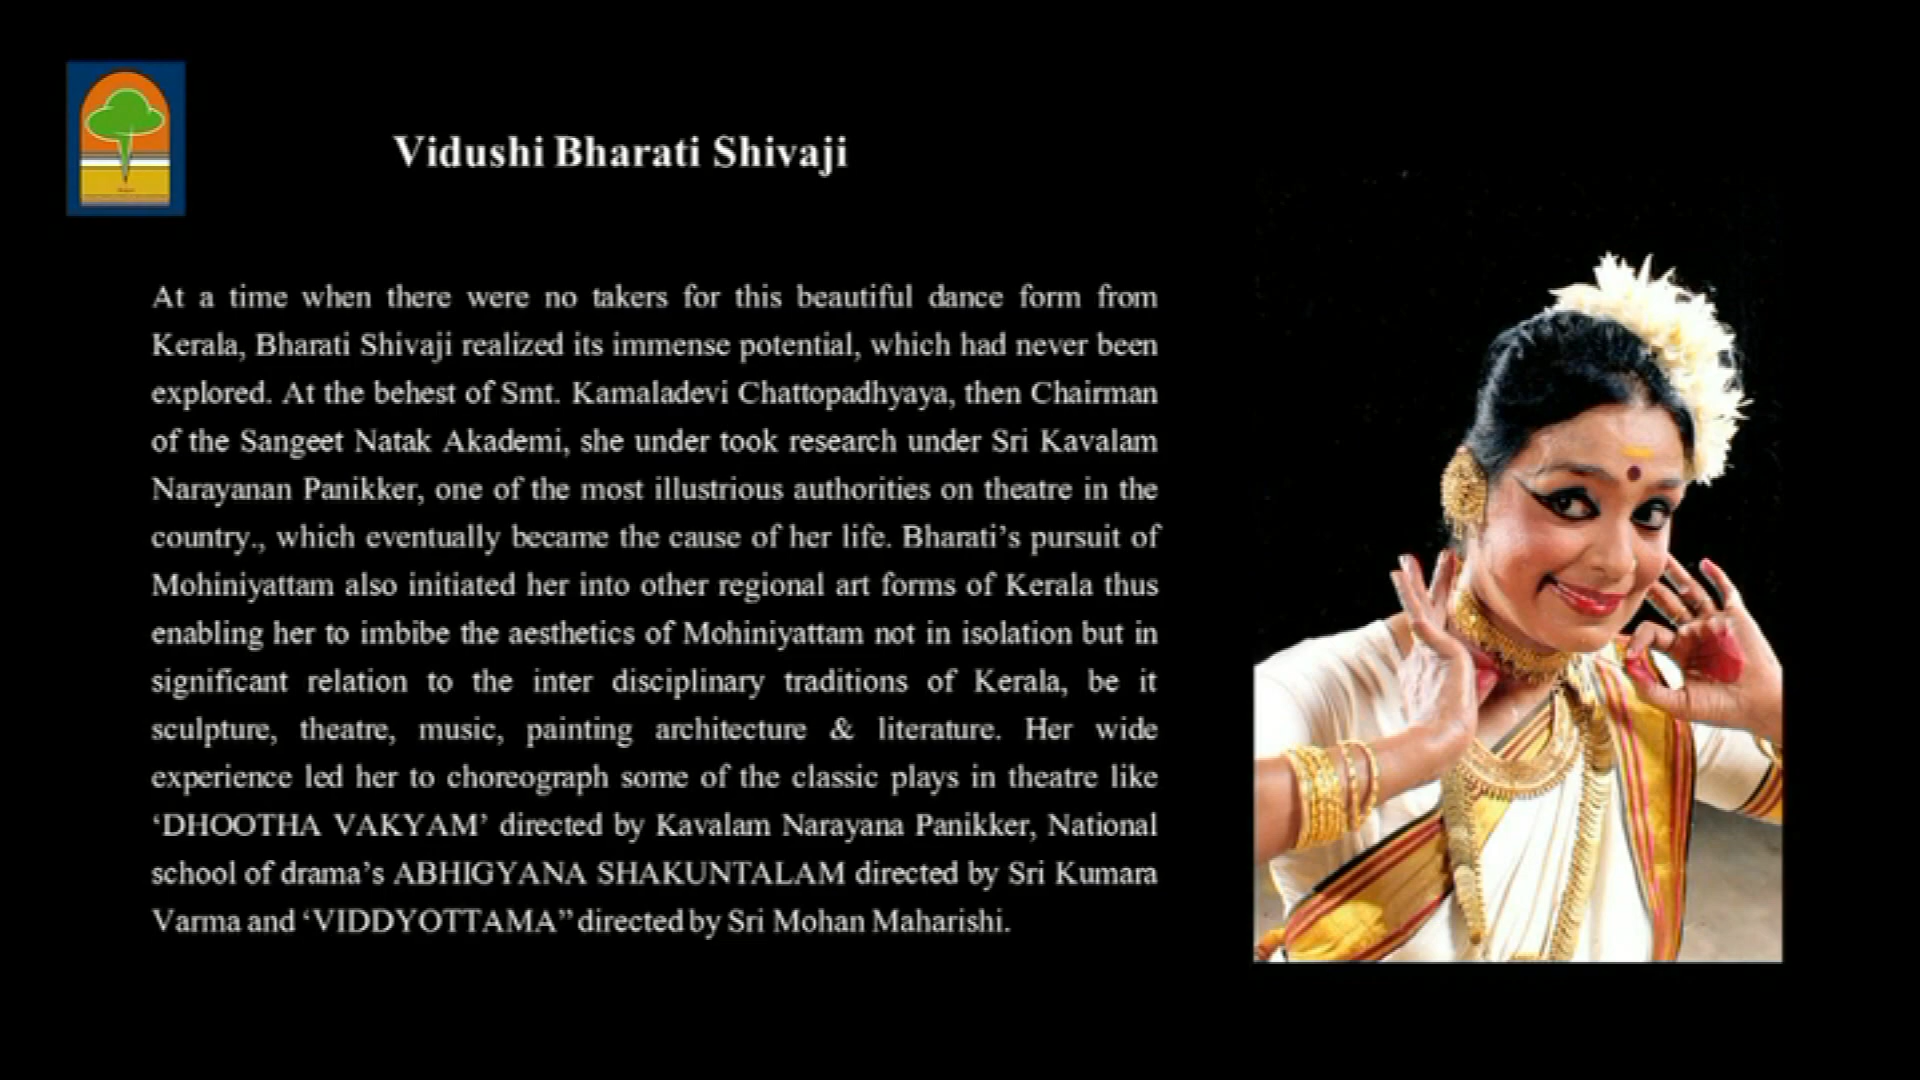 Vidushi Bharati Shivaji
At a time when there were no takers for this beautiful dance form from
Kerala, Bharati Shivaji realized its immense potential, which had never been
explored. At the behest of Smt. Kamaladevi Chattopadhyaya, then Chairman
of the Sangeet Natak Akademi, she under took research under Sri Kavalam
Narayanan Panikker, one of the most illustrious authorities on theatre in the
country., which eventually became the cause of her life. Bharati’s pursuit of
Mohiniyattam also initiated her into other regional art forms of Kerala thus
enabling her to imbibe the aesthetics of Mohiniyattam not in isolation but in
significant relation to the inter disciplinary traditions of Kerala, be it
sculpture, theatre, music, painting architecture & literature. Her wide
experience led her to choreograph some of the classic plays in theatre like
‘DHOOTHA VAKYAM’ directed by Kavalam Narayana Panikker, National
school of drama’s ABHIGYANA SHAKUNTALAM directed by Sri Kumara
Varma and ‘VIDDYOTTAMA” directed by Sri Mohan Maharishi.